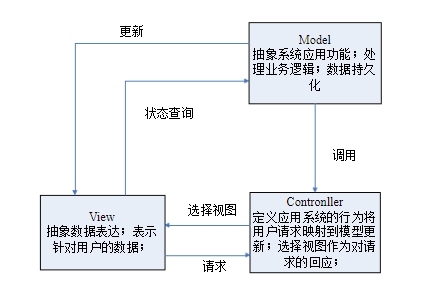 更新
Model
抽象系统应用功能；处
理业务逻辑；数据持久
化
状态查询
调用
选择视图
View
抽象数据表达；表示
针对用户的数据；
Contronller
定义应用系统的行为将
用户请求映射到模型更
新；选择视图作为对请
求的回应；
请求